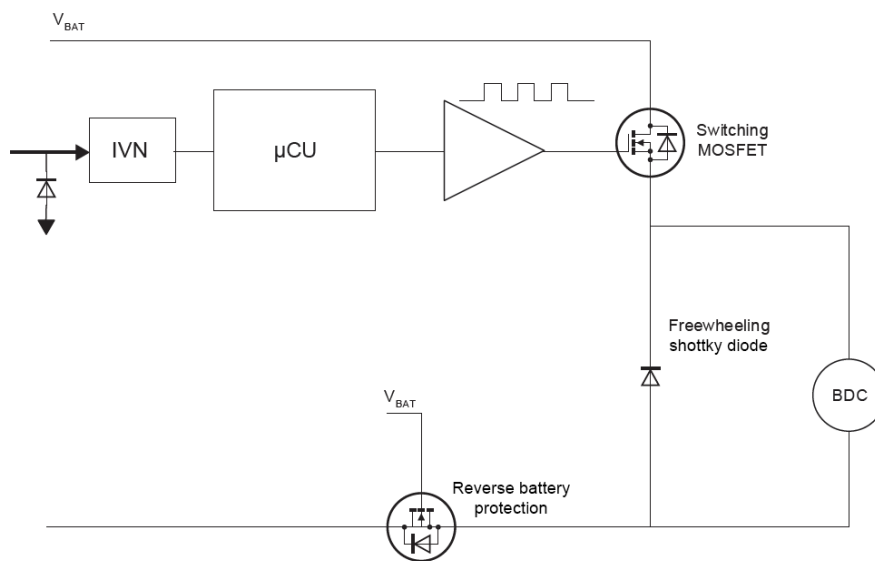 V_BAT
IVN
μCU
Switching
MOSFET
Freewheeling
shottky diode
BDC
V_BAT
Reverse battery
protection